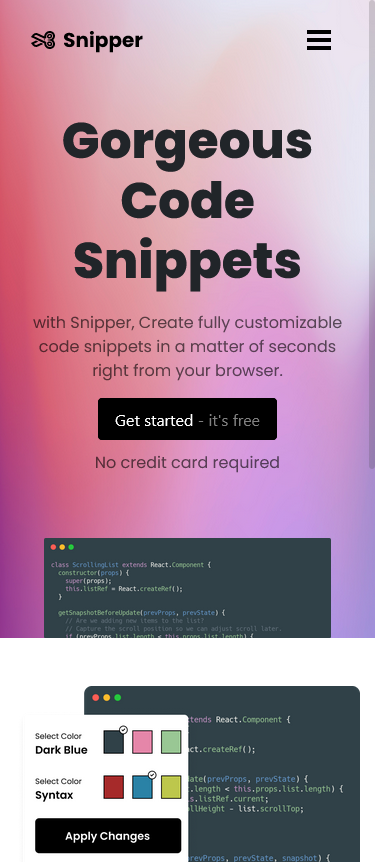 Snipper
Gorgeous
Code
Snippets
with Snipper, Create fully customizable
code snippets in a matter of seconds
right from your browser.
Get started - it's free
No credit card required
class ScrollingList extends React.Component {
constructor(props) {
super(props);
this.listRef = React.createRef();
}
getSnapshotBeforeUpdate(prevProps, prevState) {
// Are we adding new items to the list?
// Capture the scroll position so we can adjust scroll later.
if (prevProps.list.length < this.props.list.length) {
tends React.Component {
ct.createRef();
date(prevProps, prevState) {
.length < this.props.list.length) {
s.listRef.current;
lHeight - list.scrollTop;
(prevProps, prevState, snapshot) {
Select Color
Dark Blue
Select Color
Syntax
Apply Changes